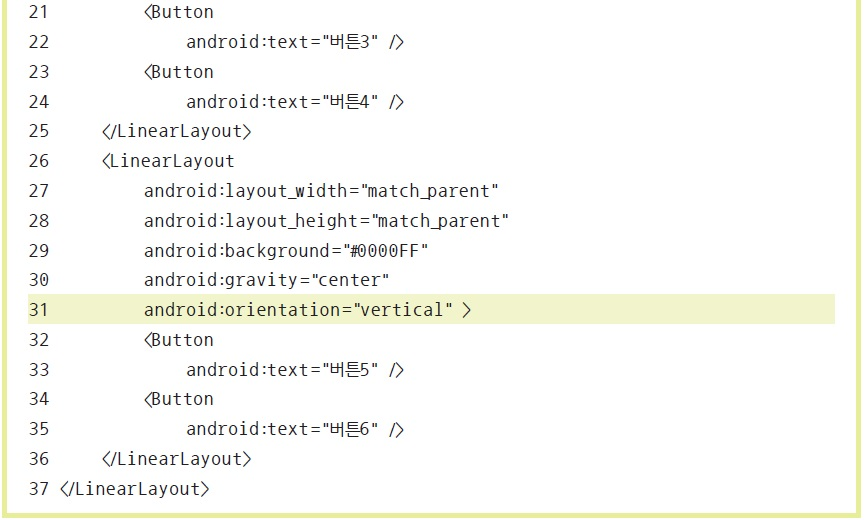 21 <Button
22 android:text="버튼3" />
23 <Button
24 android:text="버튼4" />
25 </LinearLayout>
26 <LinearLayout
27 android:layout_width="match_parent"
28 android:layout_height="match_parent"
29 android:background="#0000FF"
30 android:gravity="center"
31 android:orientation="vertical" >
32 <Button
33 android:text="버튼5" />
34 <Button
35 android:text="버튼6" />
36 </LinearLayout>
37 </LinearLayout>